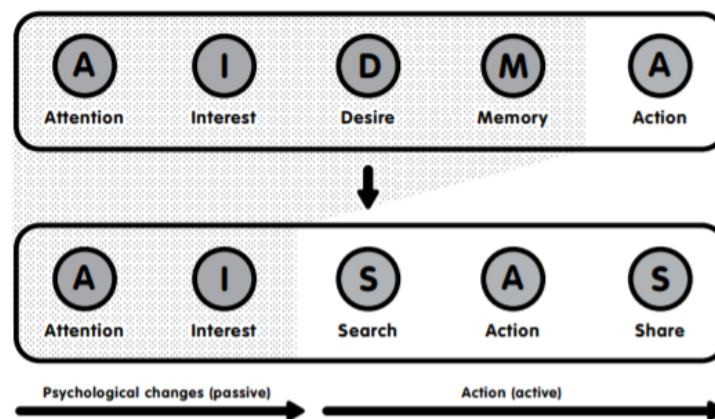 A I D M A
Attention Interest Desire Memory Action
A I S A S
Attention Interest Search Action Share
Psychological changes (passive) Action (active)